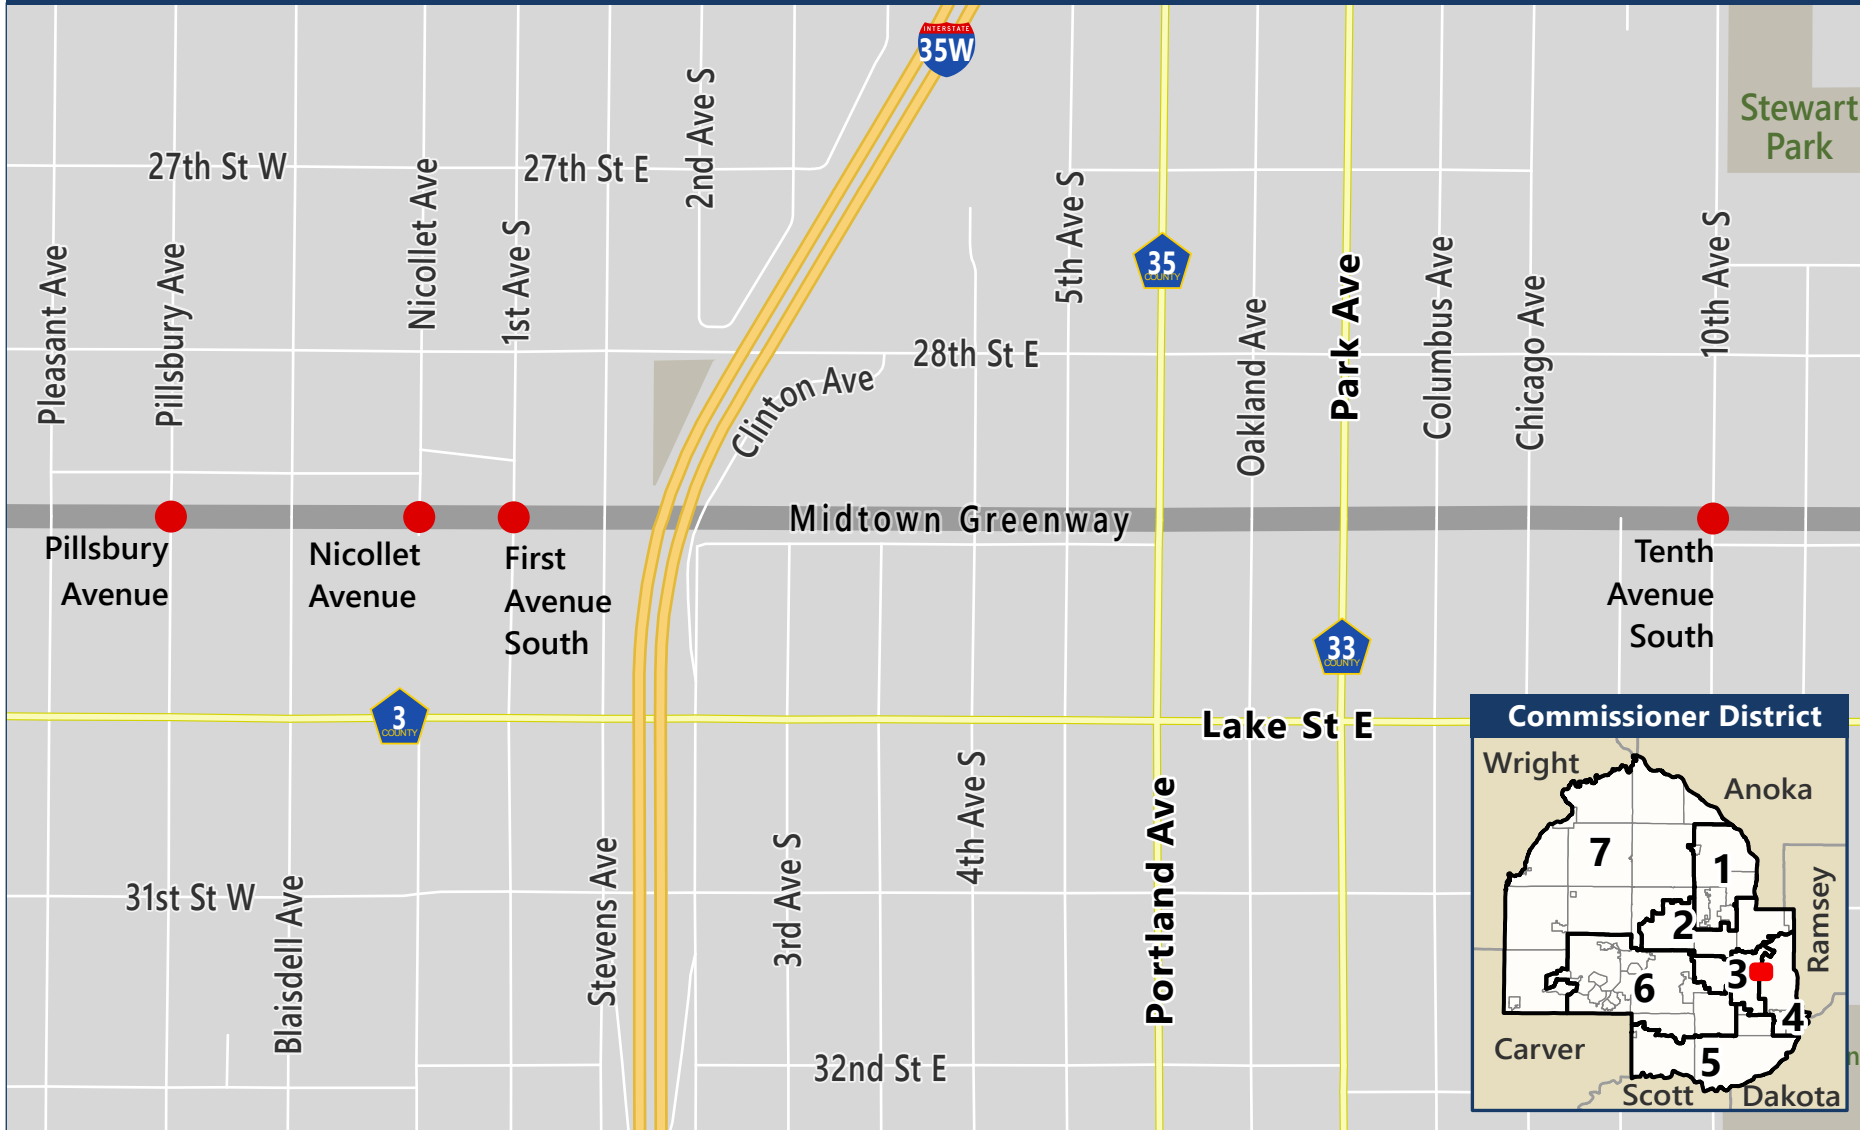 INTERSTATE
35W
Stewart
Park
27th St W
27th St E
2nd Ave S
Nicollet Ave
1st Ave S
Pleasant Ave
Pillsbury Ave
5th Ave S
35
COUNTY
Park Ave
Oakland Ave
Columbus Ave
Chicago Ave
10th Ave S
28th St E
Clinton Ave
Midtown Greenway
Pillsbury
Avenue
Nicollet
Avenue
First
Avenue
South
Tenth
Avenue
South
33
COUNTY
3
COUNTY
Lake St E
31st St W
Blaisdell Ave
Stevens Ave
3rd Ave S
4th Ave S
Portland Ave
32nd St E
Commissioner District
Wright
Anoka
7
1
2
Ramsey
3
6
4
Carver
5
Scott
Dakota